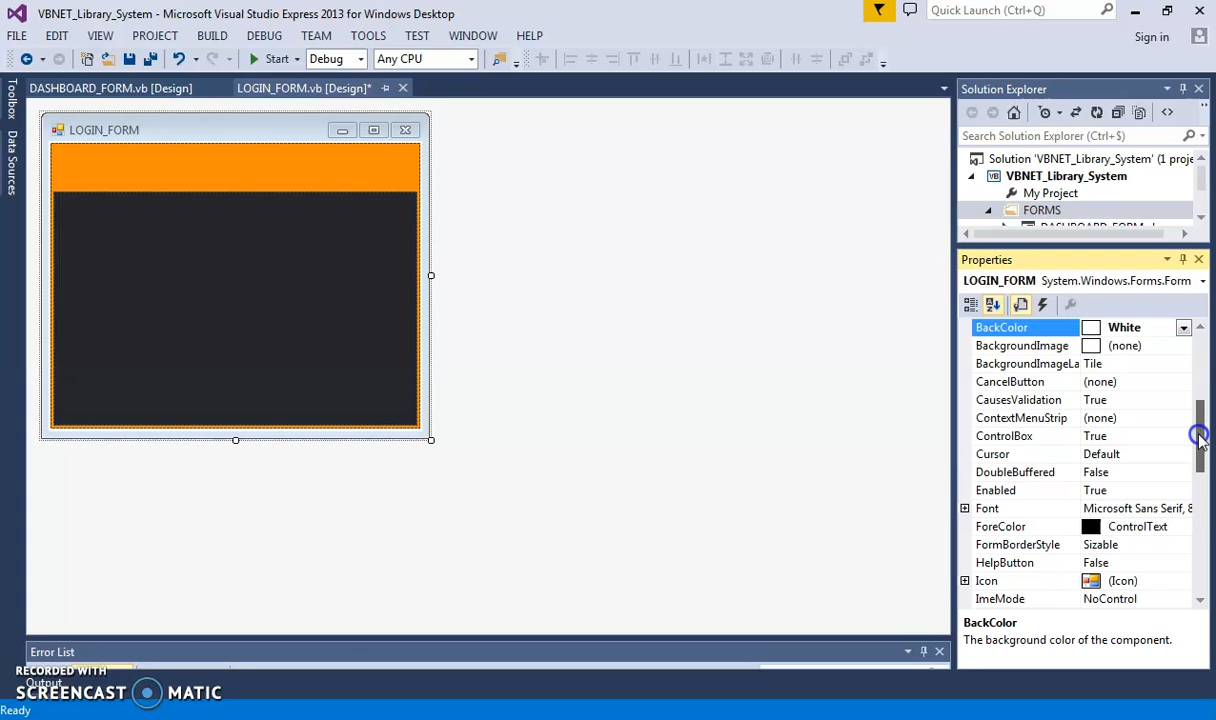 VBNET_Library_System - Microsoft Visual Studio Express 2013 for Windows Desktop
Quick Launch (Ctrl+Q)
FILE EDIT VIEW PROJECT BUILD DEBUG TEAM TOOLS TEST WINDOW HELP
Sign in
Start Debug Any CPU
Toolbox
Data Sources
DASHBOARD_FORM.vb [Design]
LOGIN_FORM.vb [Design]*
LOGIN_FORM
Solution Explorer
Search Solution Explorer (Ctrl+$)
Solution 'VBNET_Library_System' (1 proje
VB VBNET_Library_System
My Project
FORMS
Properties
LOGIN_FORM System.Windows.Forms.Form
BackColor White
BackgroundImage (none)
BackgroundImageLa Tile
CancelButton (none)
CausesValidation True
ContextMenuStrip (none)
ControlBox True
Cursor Default
DoubleBuffered False
Enabled True
Font Microsoft Sans Serif, 8
ForeColor ControlText
FormBorderStyle Sizable
HelpButton False
Icon (Icon)
ImeMode NoControl
BackColor
The background color of the component.
Error List
RECORDED WITH
SCREENCAST MATIC
Output
Ready